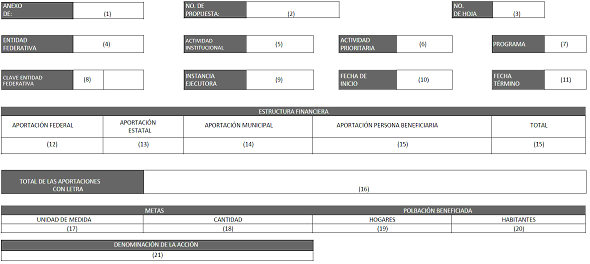 ANEXO DE: (1) NO. DE PROPUESTA: (2) NO. DE HOJA (3)
ENTIDAD FEDERATIVA (4) ACTIVIDAD INSTITUCIONAL (5) ACTIVIDAD PRIORITARIA (6) PROGRAMA (7)
CLAVE ENTIDAD FEDERATIVA (8) INSTANCIA EJECUTORA (9) FECHA DE INICIO (10) FECHA TÉRMINO (11)
ESTRUCTURA FINANCIERA
APORTACIÓN FEDERAL APORTACIÓN ESTATAL APORTACIÓN MUNICIPAL APORTACIÓN PERSONA BENEFICIARIA TOTAL
(12) (13) (14) (15) (15)
TOTAL DE LAS APORTACIONES CON LETRA (16)
METAS POLBACIÓN BENEFICIADA
UNIDAD DE MEDIDA CANTIDAD HOGARES HABITANTES
(17) (18) (19) (20)
DENOMINACIÓN DE LA ACCIÓN
(21)